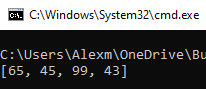 C:\Windows\System32\cmd.exe
C:\Users\Alexm\OneDrive\Bu
[65, 45, 99, 43]